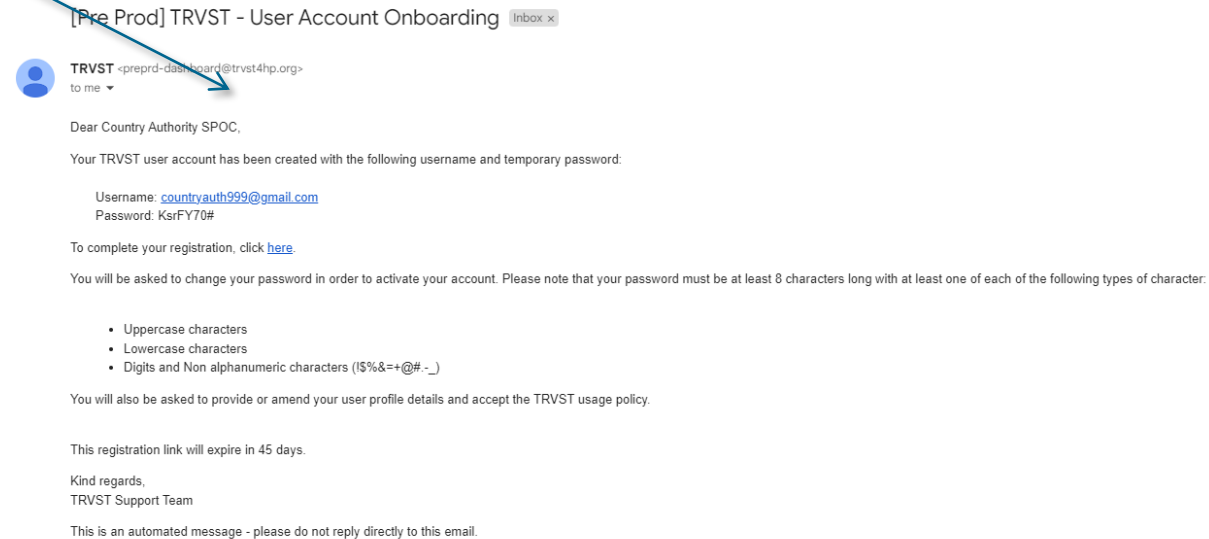 [Pre Prod] TRVST - User Account Onboarding Inbox ×
TRVST <preprd-dashboard@trvst4hp.org>
to me
Dear Country Authority SPOC,
Your TRVST user account has been created with the following username and temporary password:
Username: countryauth999@gmail.com
Password: KsrFY70#
To complete your registration, click here.
You will be asked to change your password in order to activate your account. Please note that your password must be at least 8 characters long with at least one of each of the following types of character:
• Uppercase characters
• Lowercase characters
• Digits and Non alphanumeric characters (!$%&=+@#.-_)
You will also be asked to provide or amend your user profile details and accept the TRVST usage policy.
This registration link will expire in 45 days.
Kind regards,
TRVST Support Team
This is an automated message - please do not reply directly to this email.